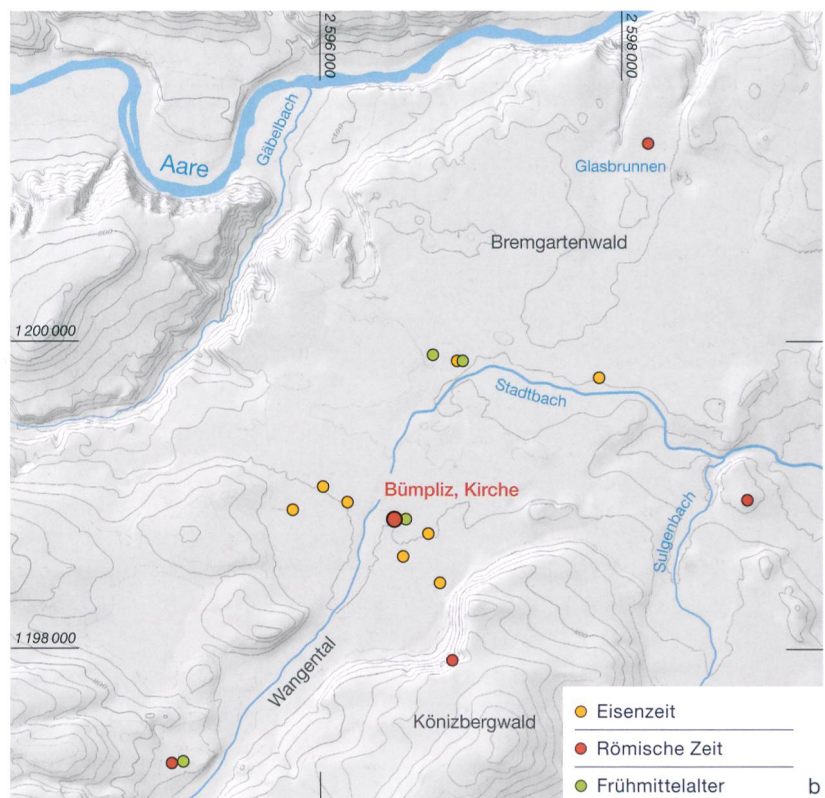 2 596 000
2 598 000
Aare
Gäbelbach
Glasbrunnen
Bremgartenwald
1 200 000
Stadtbach
Bümpliz, Kirche
Sulgenbach
1 198 000
Wangental
Könizbergwald
Eisenzeit
Römische Zeit
Frühmittelalter
b